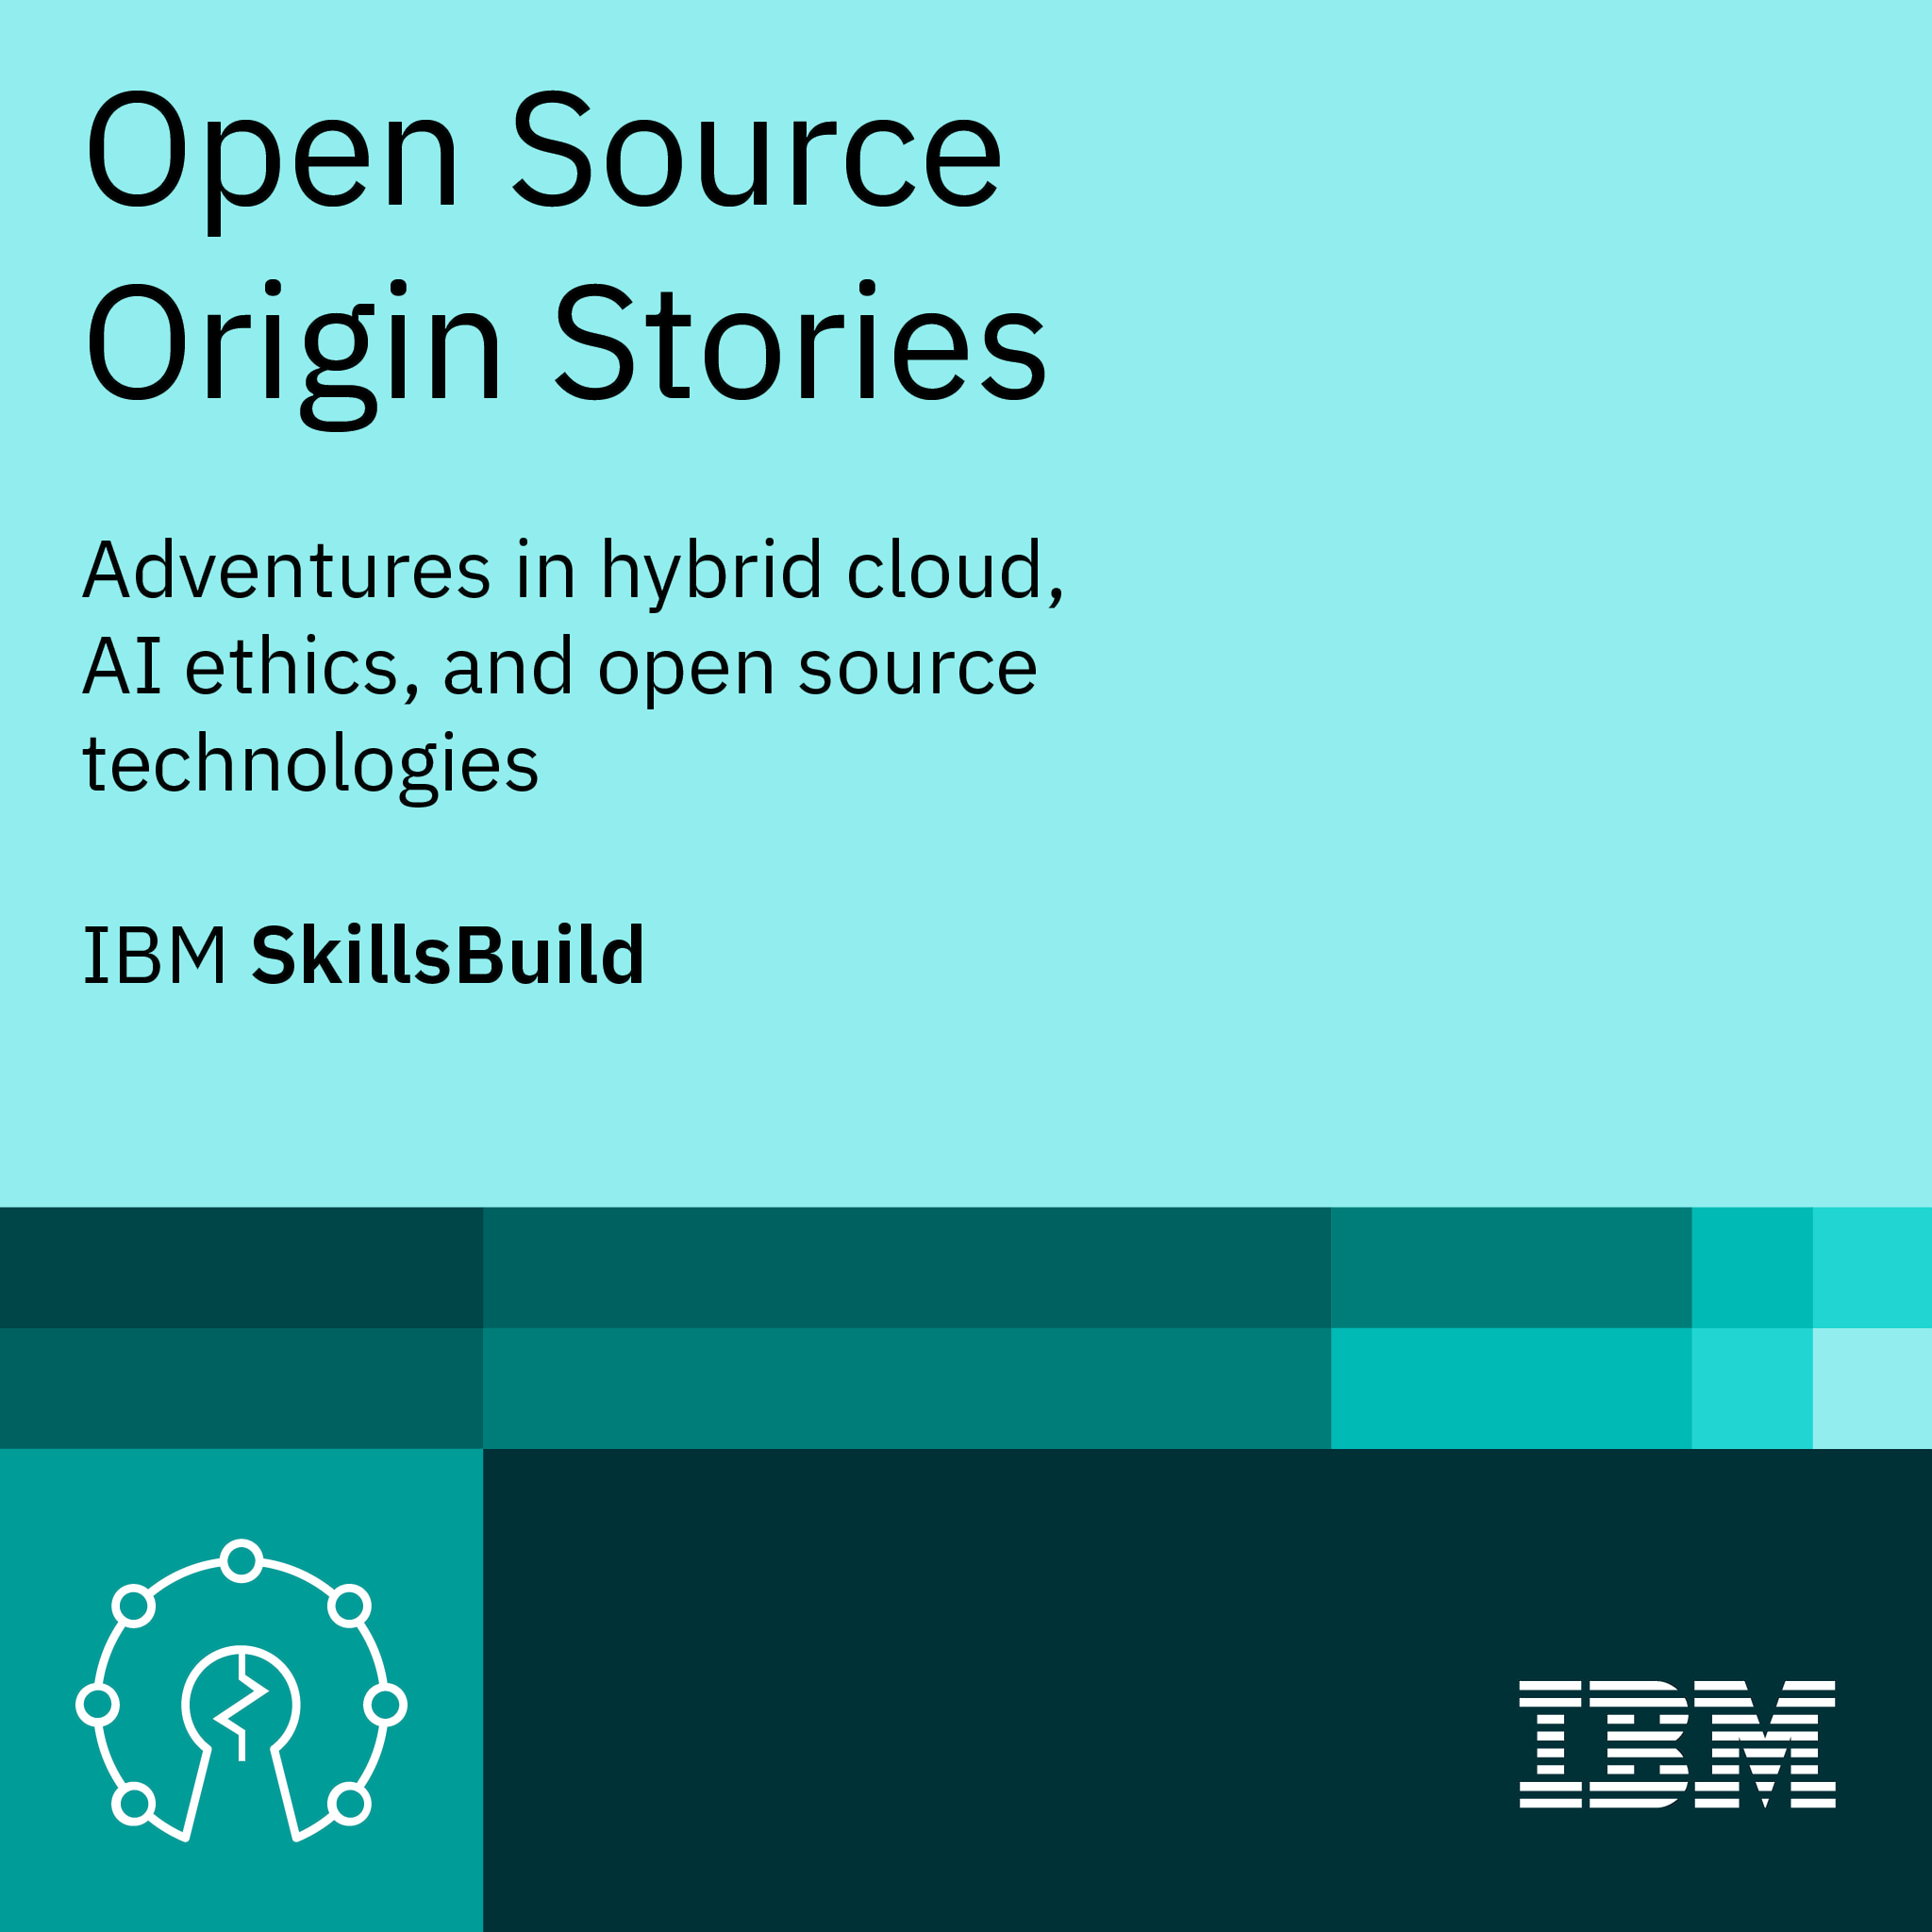 Open Source
Origin Stories
Adventures in hybrid cloud,
AI ethics, and open source
technologies
IBM SkillsBuild
IBM